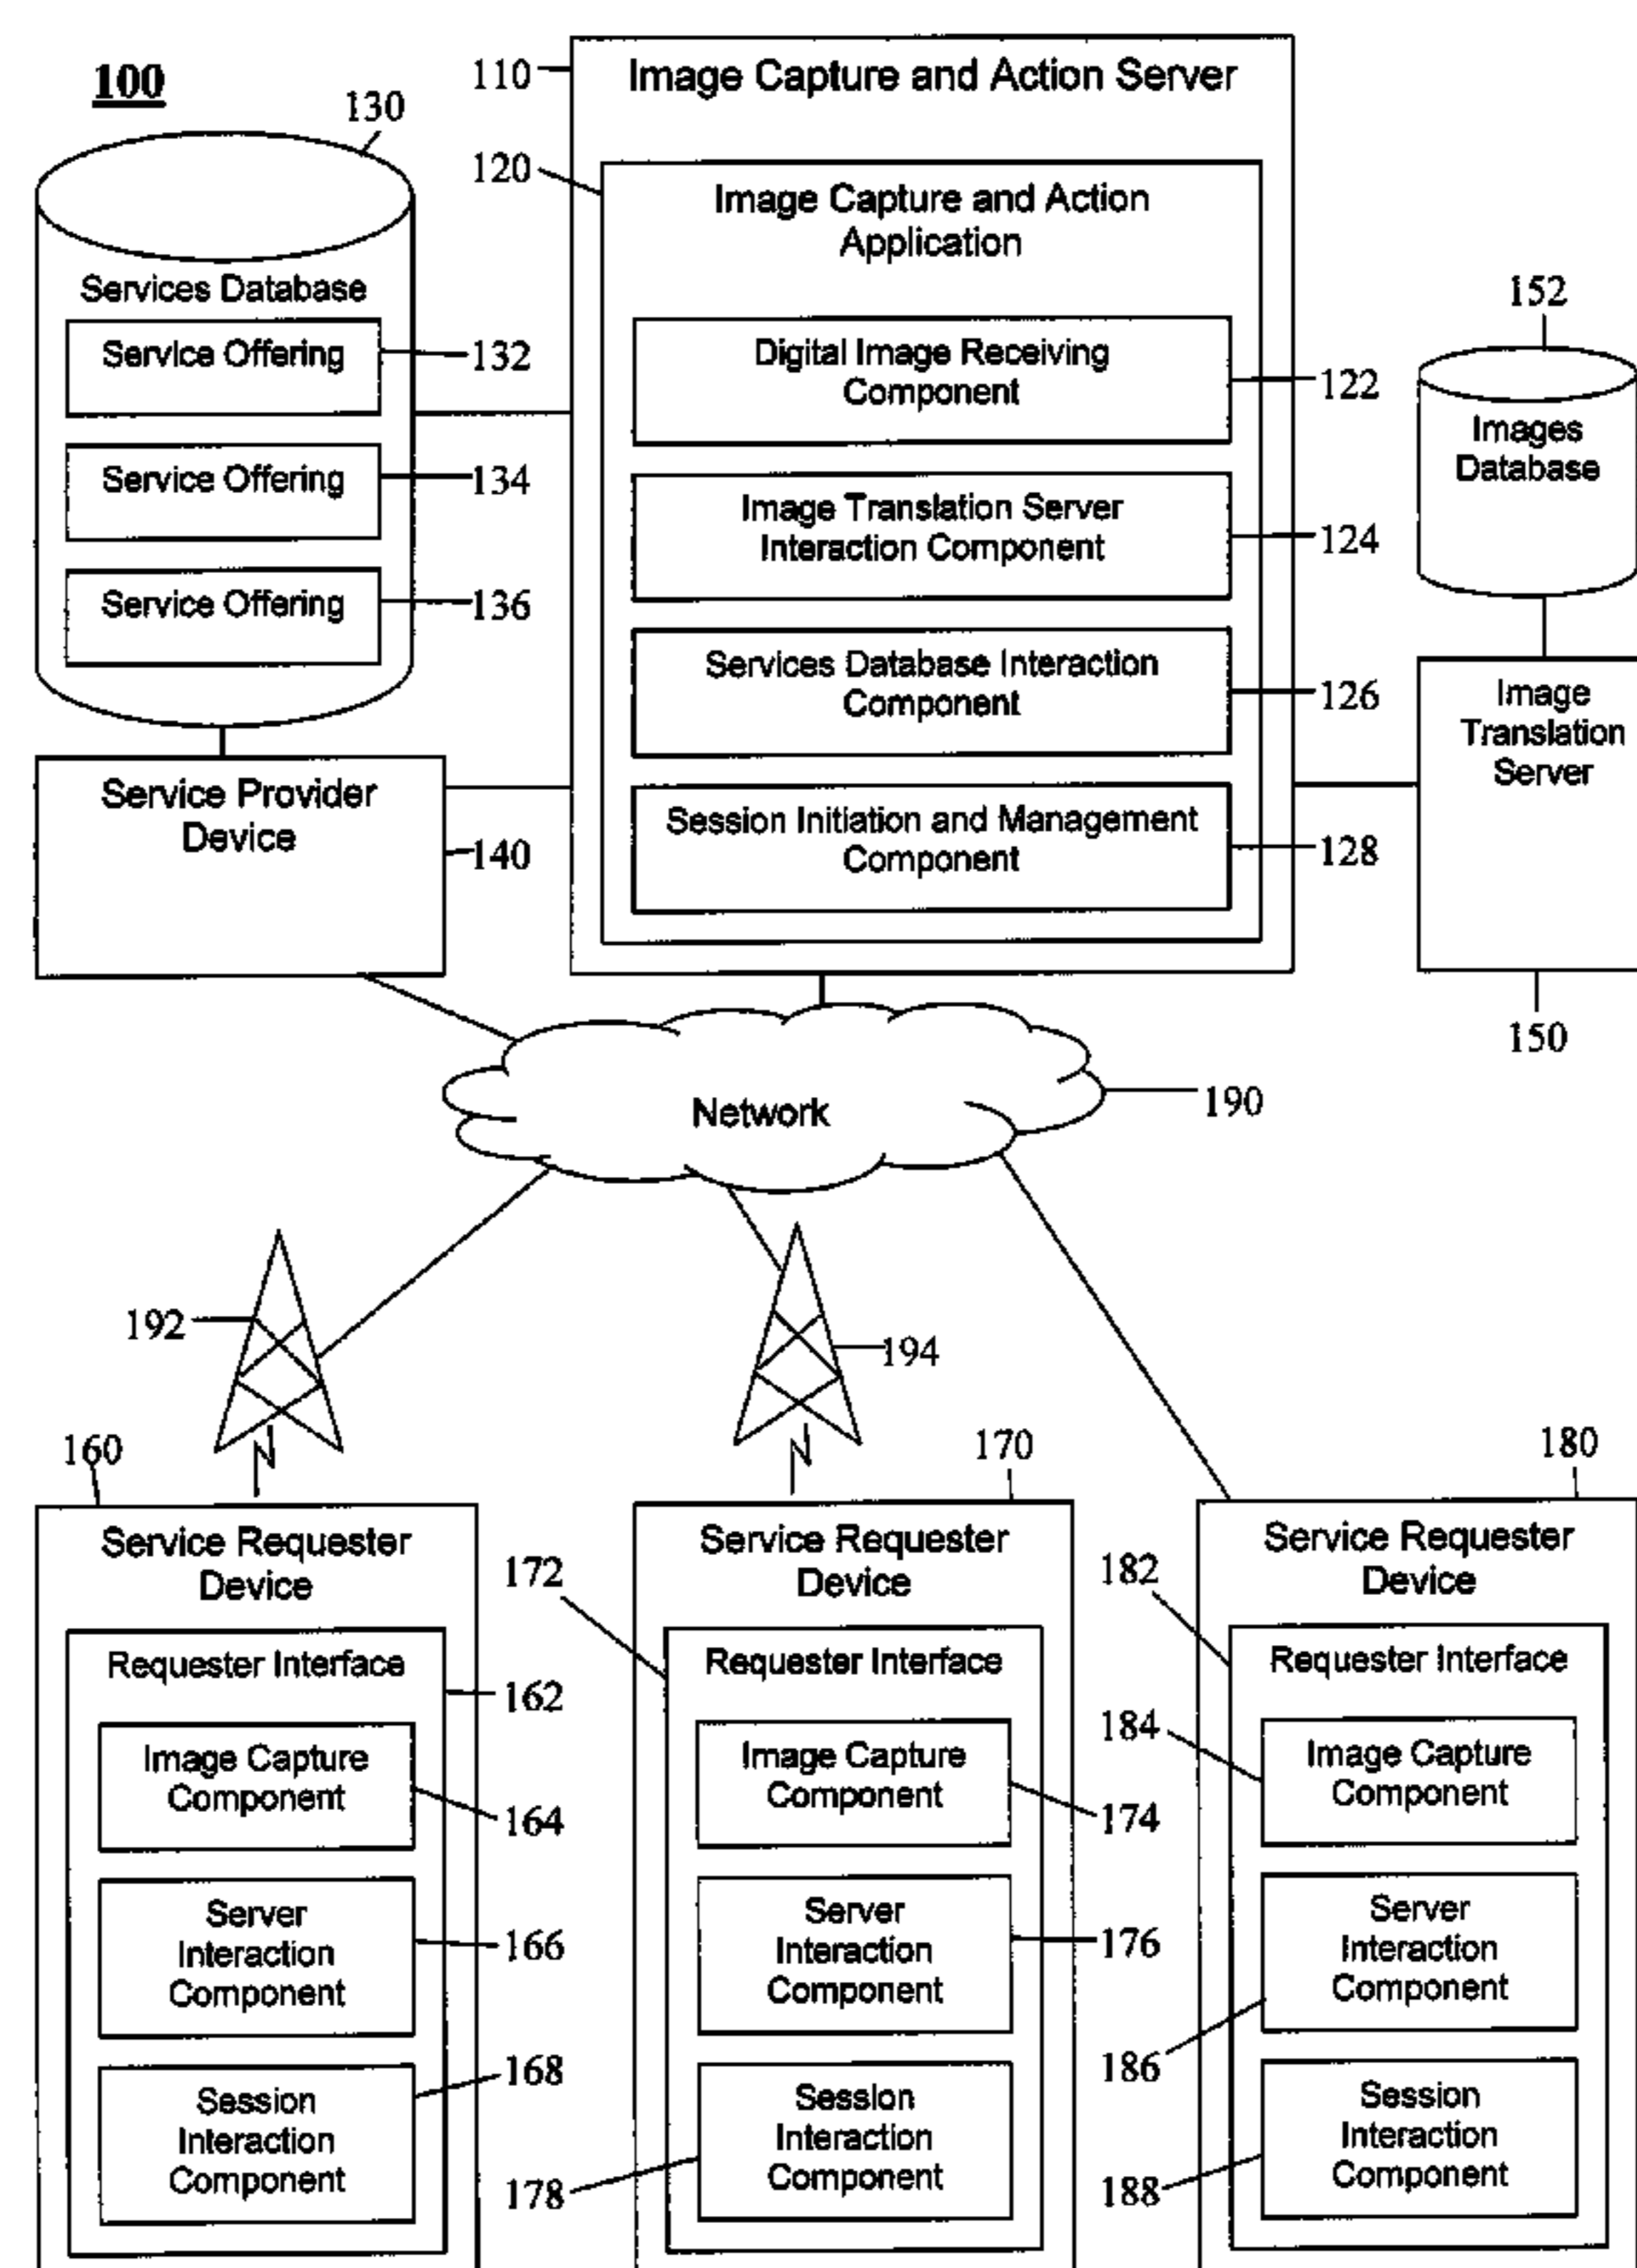 100
130
110
Image Capture and Action Server
120
Image Capture and Action
Application
Services Database
Service Offering
132
Service Offering
134
Service Offering
136
Digital Image Receiving
Component
122
Image Translation Server
Interaction Component
124
Services Database Interaction
Component
126
Session Initiation and Management
Component
128
152
Images
Database
Image
Translation
Server
150
Service Provider
Device
140
Network
190
192
194
160
Service Requester
Device
Requester Interface
162
Image Capture
Component
164
Server
Interaction
Component
166
Session
Interaction
Component
168
170
Service Requester
Device
172
Requester Interface
Image Capture
Component
174
Server
Interaction
Component
176
Session
Interaction
Component
178
180
Service Requester
Device
182
Requester Interface
184
Image Capture
Component
Server
Interaction
Component
186
Session
Interaction
Component
188